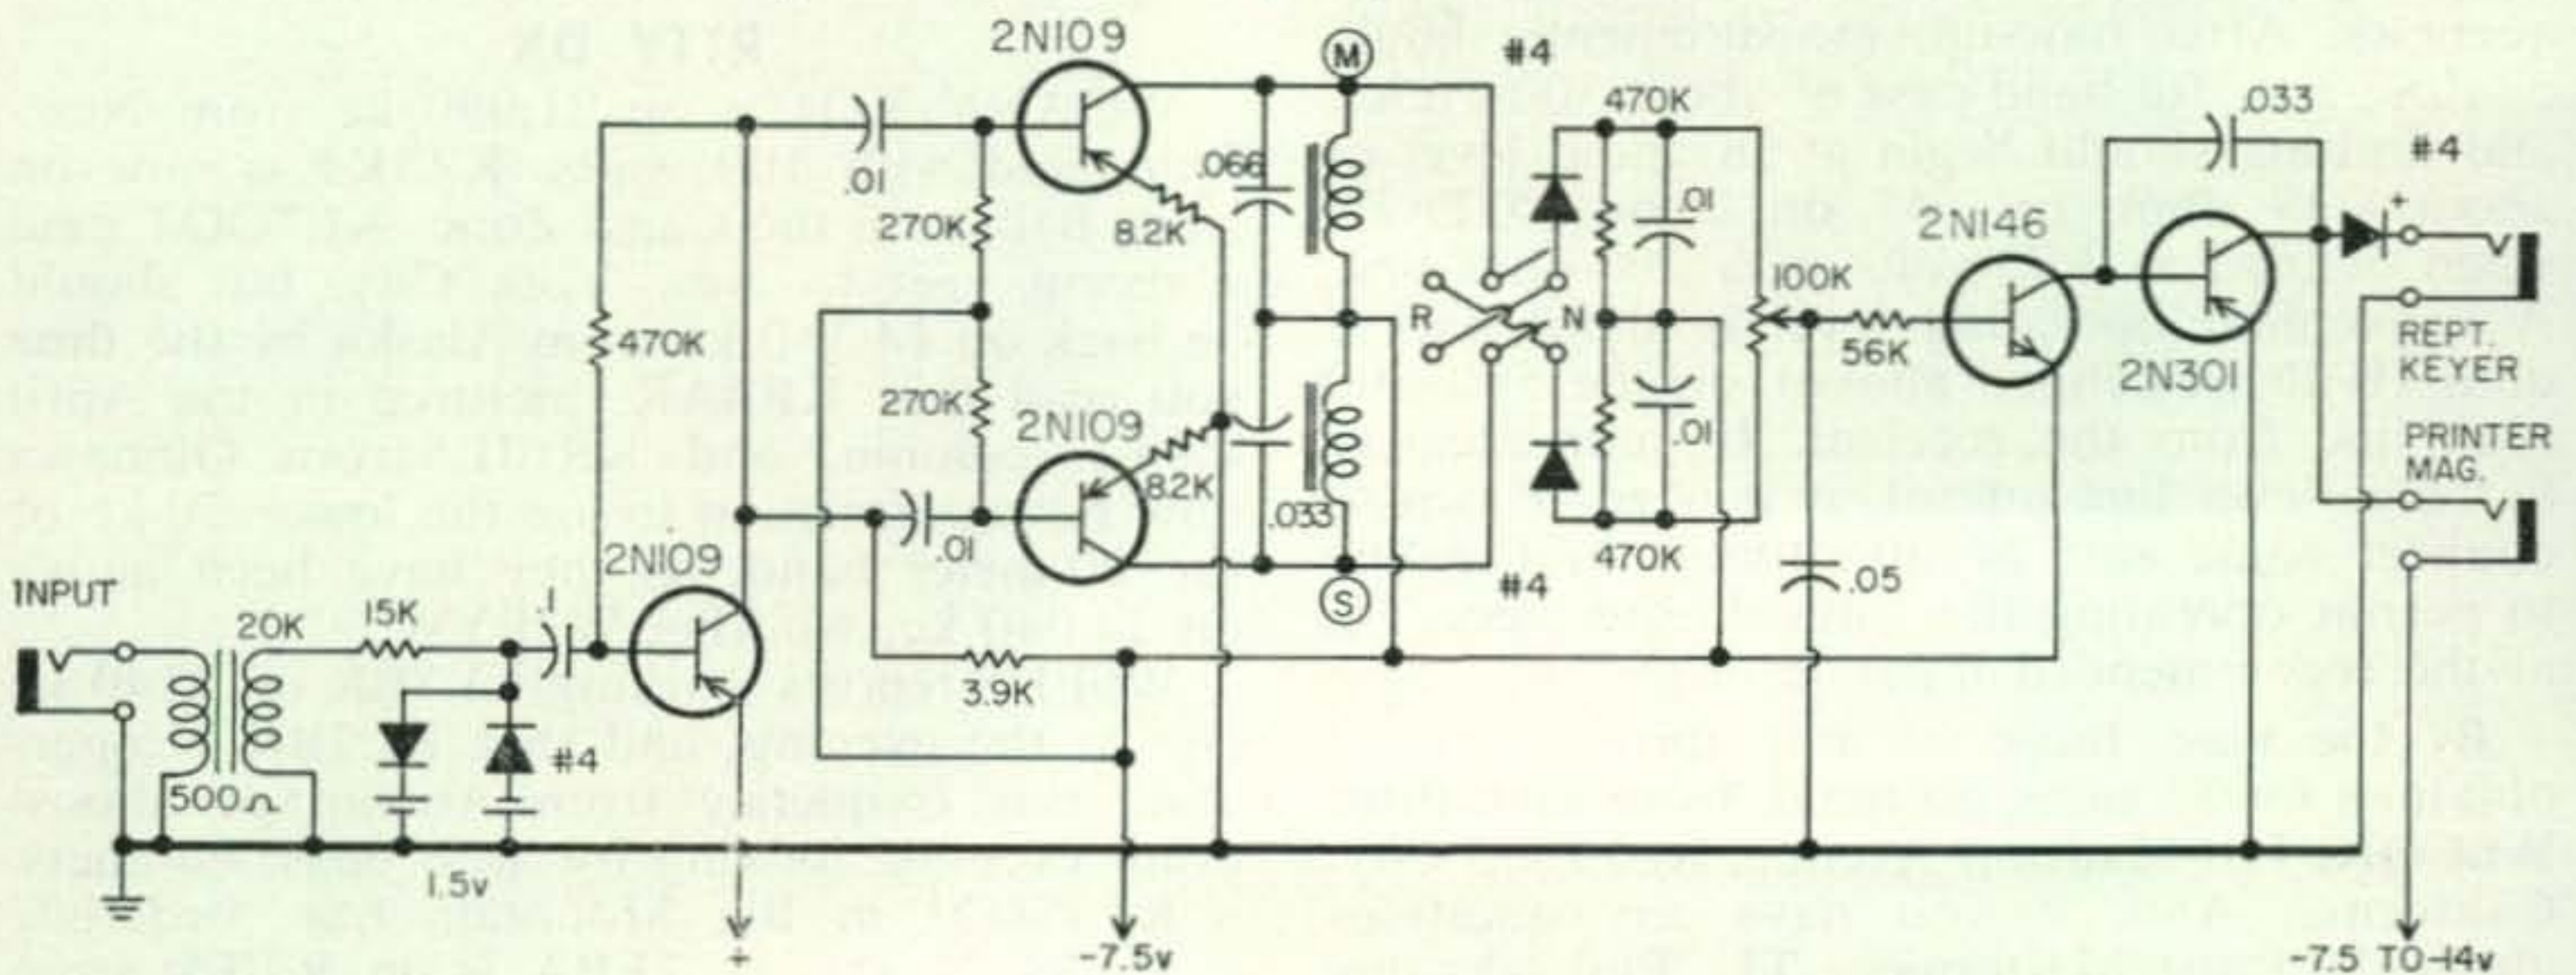 2N109
M
#4
470K
.033
#4
.01
.066
.01
+
270K
8.2K
2N146
100K
470K
R
N
56K
REPT.
KEYER
2N301
270K
2N109
.01
PRINTER
MAG.
8.2K
.033
.01
2N109
470K
#4
S
.05
INPUT
20K
15K
.1
3.9K
#4
500Ω
1.5v
+
-7.5v
-7.5 TO-14v